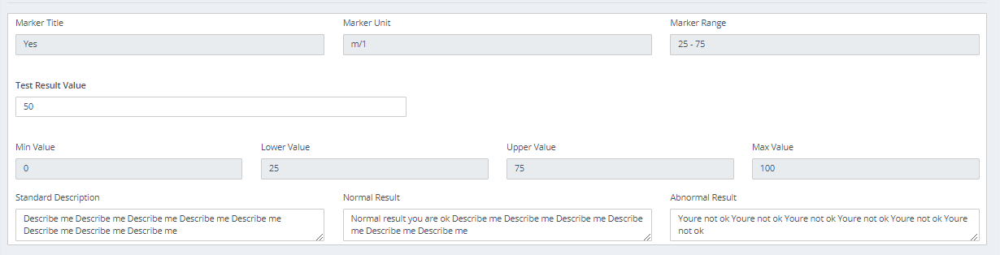 Marker Title
Marker Unit
Marker Range
Yes
m/1
25 - 75
Test Result Value
50
Min Value
Lower Value
Upper Value
Max Value
0
25
75
100
Standard Description
Normal Result
Abnormal Result
Describe me Describe me Describe me Describe me Describe me
Describe me Describe me Describe me
Normal result you are ok Describe me Describe me Describe me Describe
me Describe me Describe me
Youre not ok Youre not ok Youre not ok Youre not ok Youre not ok Youre
not ok